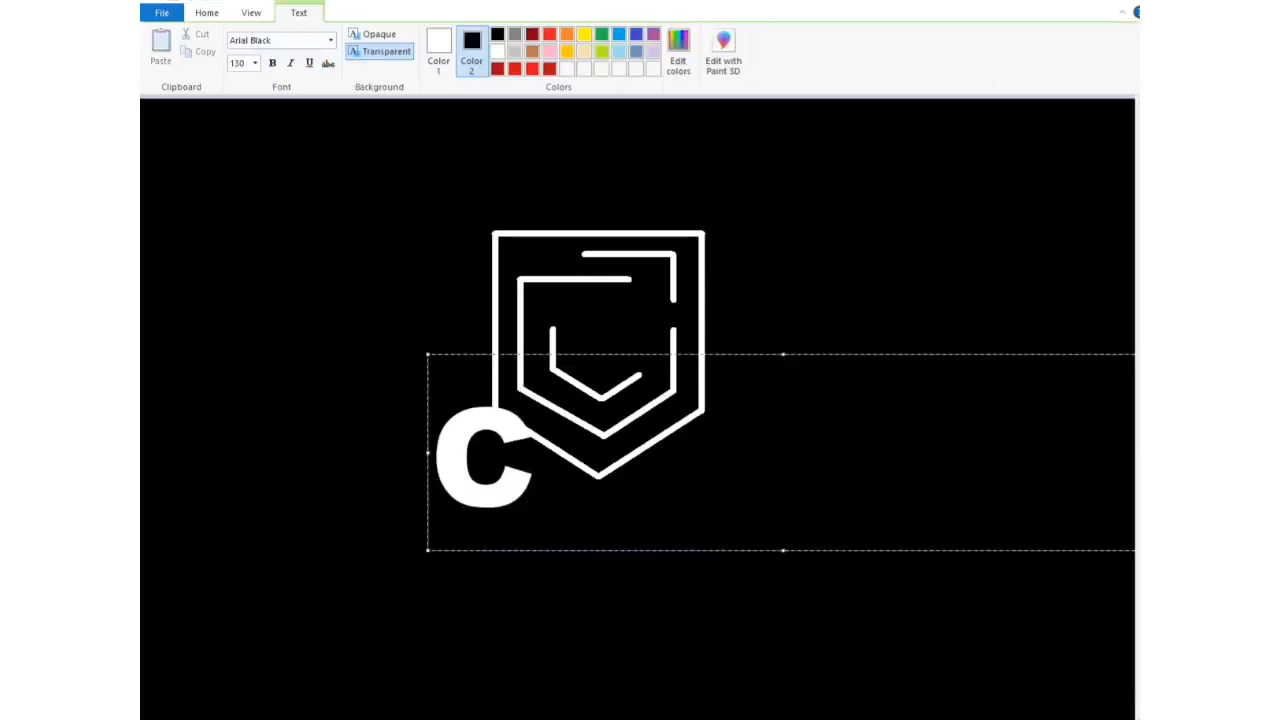 File Home View Text
Cut
Copy
Paste
Arial Black
130 B I U abc
Opaque
Transparent
Color 1
Color 2
Edit colors
Edit with Paint 3D
Clipboard Font Background Colors
C